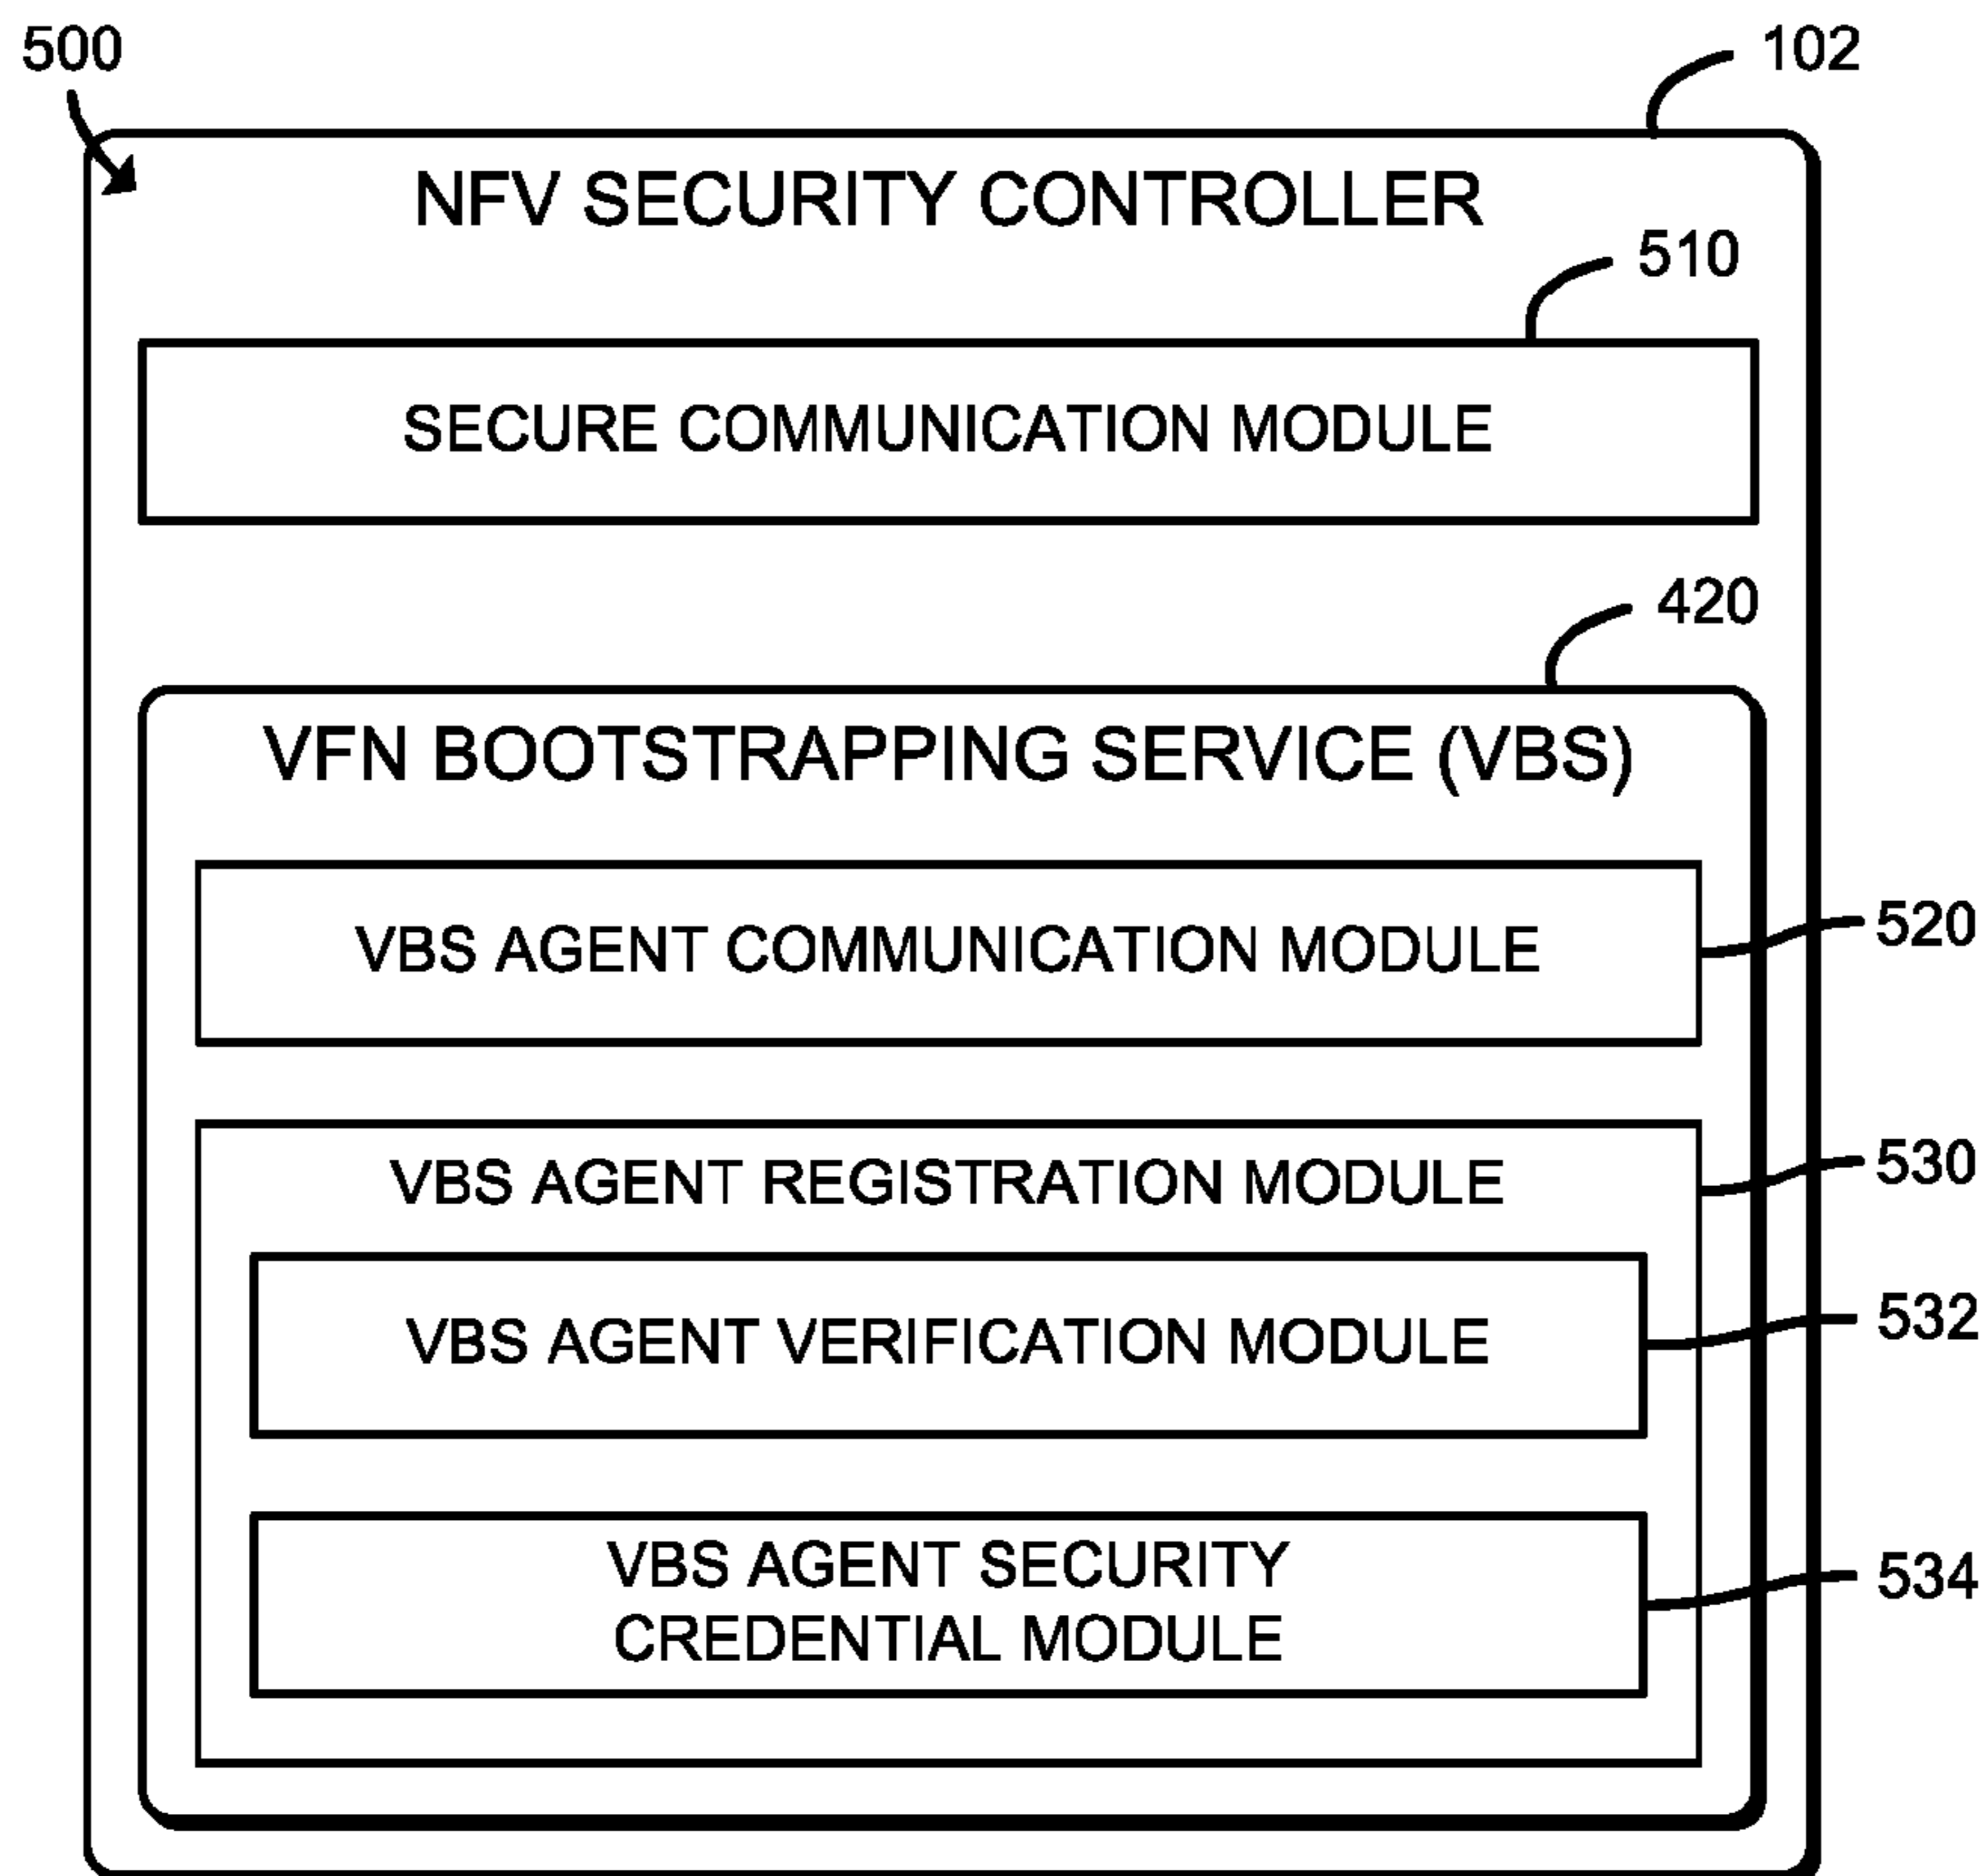 500
102
NFV SECURITY CONTROLLER
510
SECURE COMMUNICATION MODULE
420
VFN BOOTSTRAPPING SERVICE (VBS)
VBS AGENT COMMUNICATION MODULE
520
VBS AGENT REGISTRATION MODULE
530
VBS AGENT VERIFICATION MODULE
532
VBS AGENT SECURITY
CREDENTIAL MODULE
534